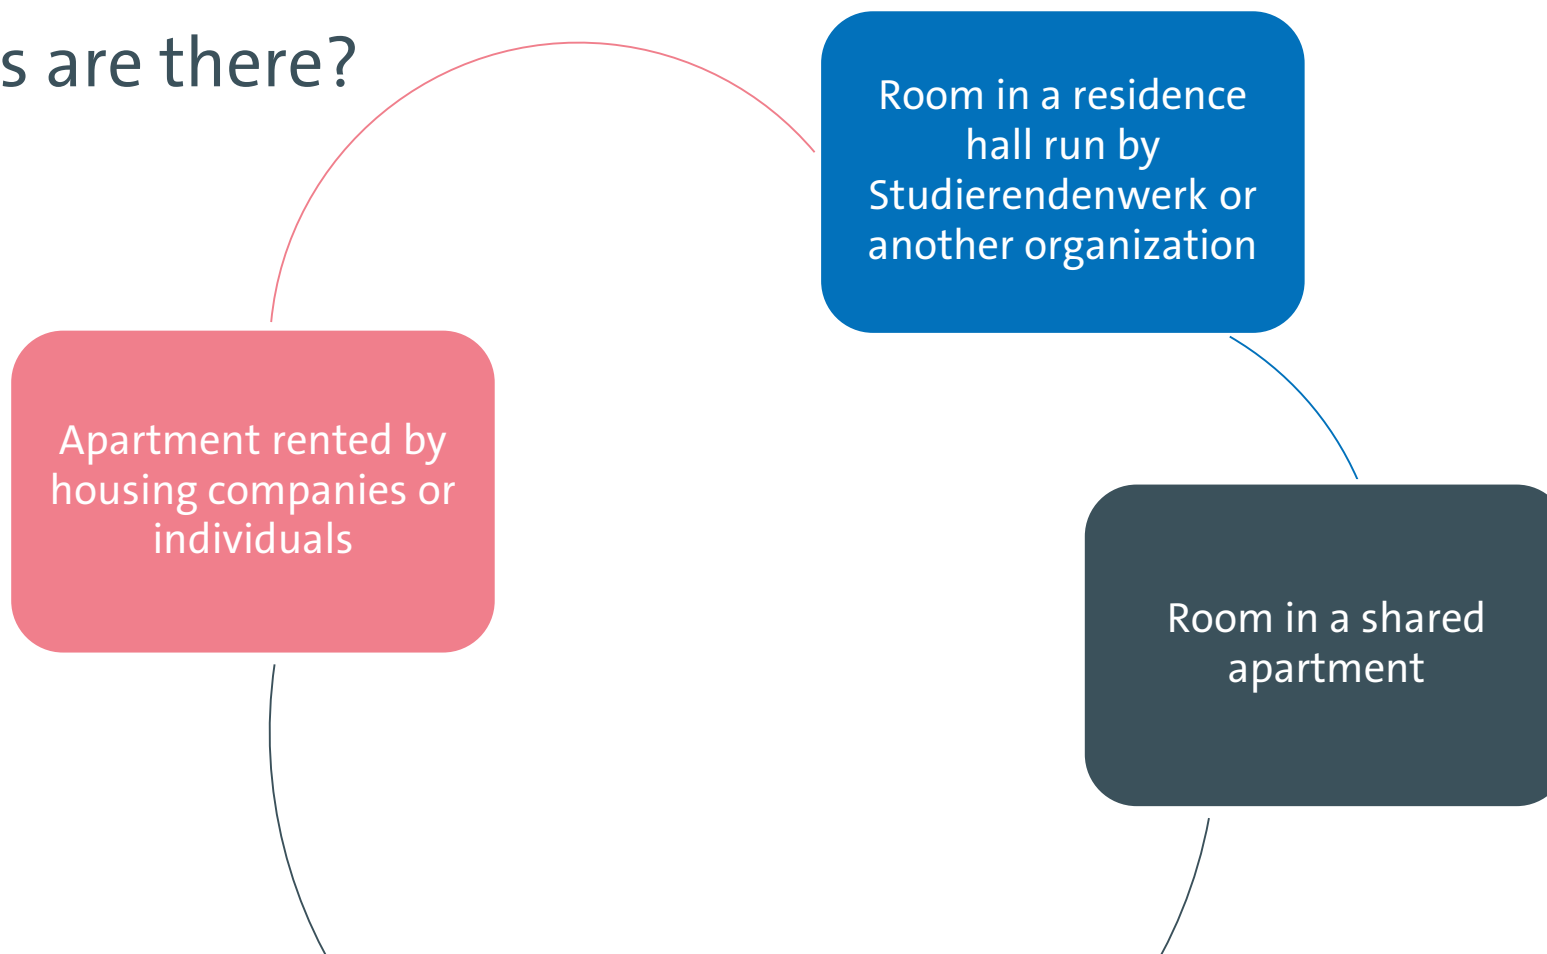 s are there?
Room in a residence
hall run by
Studierendenwerk or
another organization
Apartment rented by
housing companies or
individuals
Room in a shared
apartment